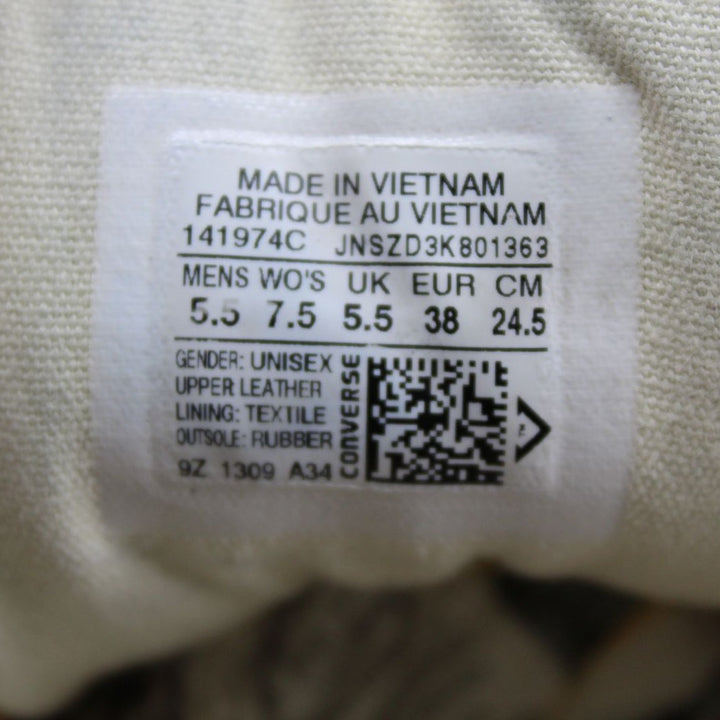 MADE IN VIETNAM
FABRIQUE AU VIETNAM
141974C JNSZD3K801363
MENS WO'S UK EUR CM
5.5 7.5 5.5 38 24.5
GENDER: UNISEX
UPPER LEATHER
LINING: TEXTILE
OUTSOLE: RUBBER
9Z 1309 A34
CONVERSE